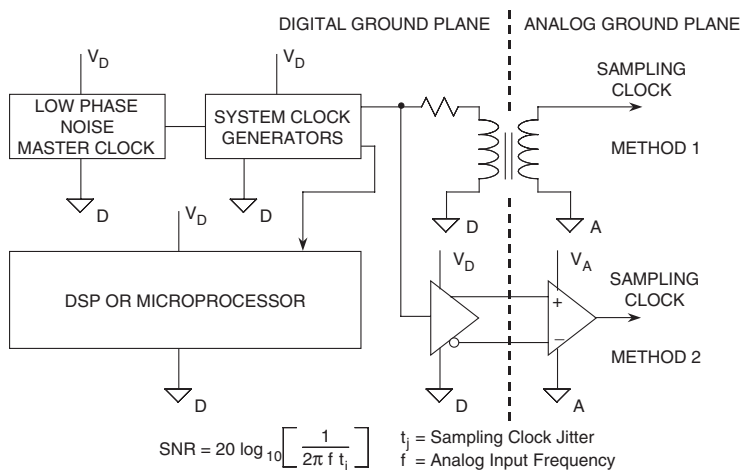 DIGITAL GROUND PLANE
ANALOG GROUND PLANE
V_D
V_D
SAMPLING
CLOCK
LOW PHASE
NOISE
MASTER CLOCK
SYSTEM CLOCK
GENERATORS
METHOD 1
D
D
D
A
V_D
V_D
V_A
DSP OR MICROPROCESSOR
SAMPLING
CLOCK
+
–
METHOD 2
D
D
A
SNR = 20 log₁₀[1 / 2π f t_j]
t_j = Sampling Clock Jitter
f = Analog Input Frequency